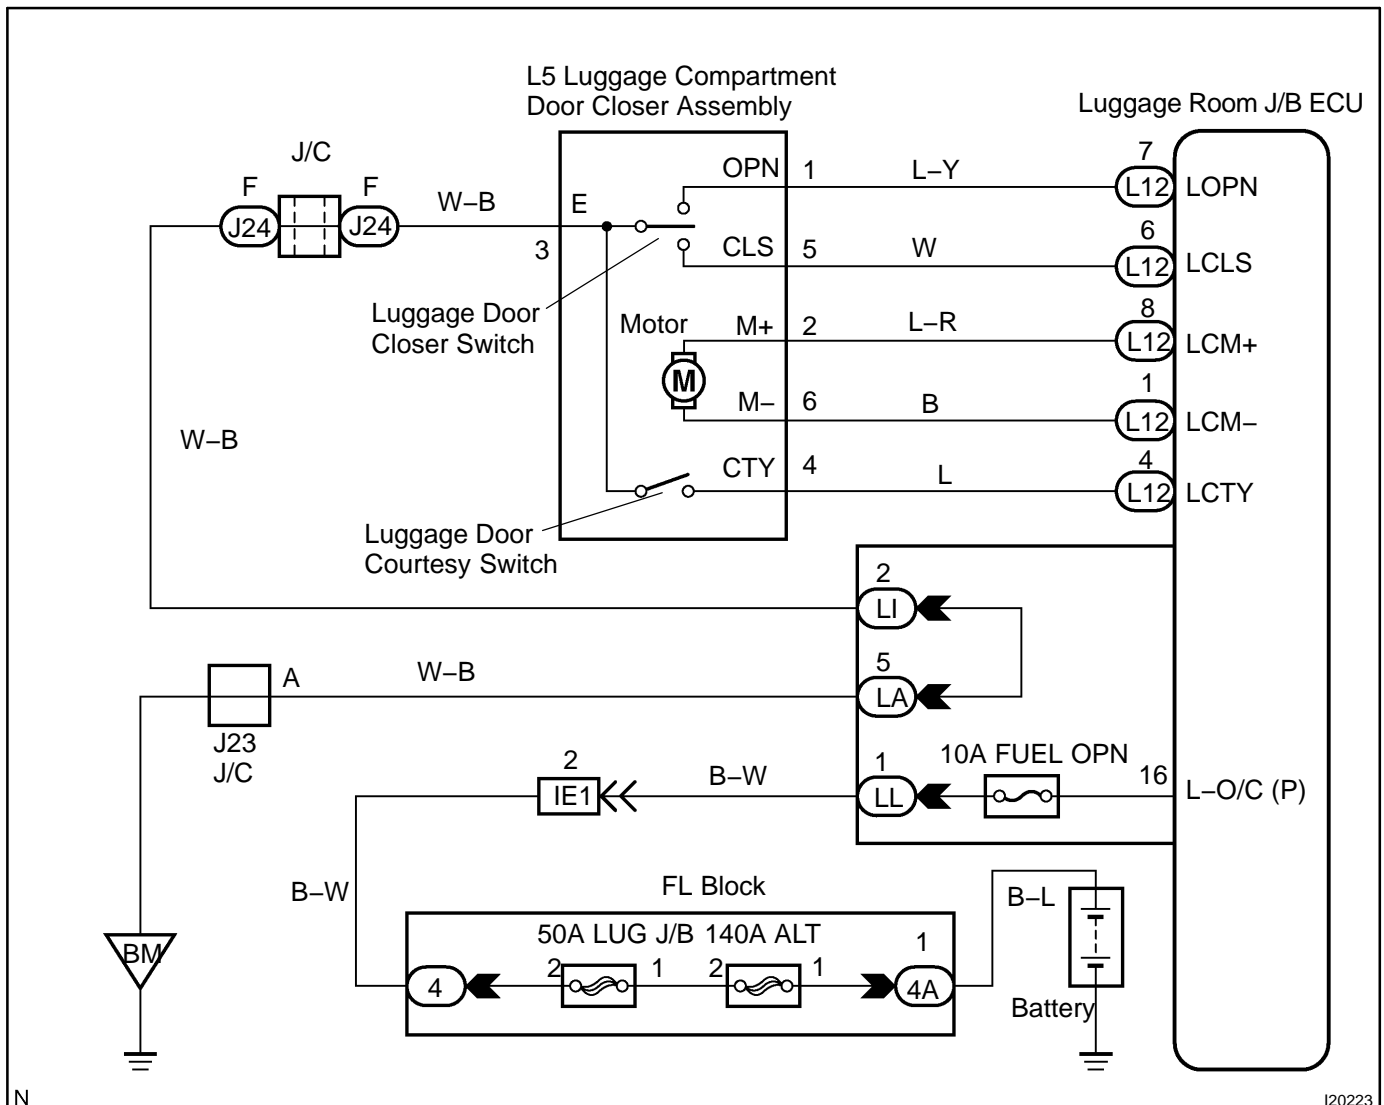 L5 Luggage Compartment
Door Closer Assembly
Luggage Room J/B ECU
J/C
F
F
J24
J24
W–B
E
3
OPN
1
L–Y
7
L12
LOPN
CLS
5
W
6
L12
LCLS
Luggage Door
Closer Switch
Motor
M
M+
2
L–R
8
L12
LCM+
M–
6
B
1
L12
LCM–
W–B
CTY
4
L
4
L12
LCTY
Luggage Door
Courtesy Switch
2
LI
5
LA
W–B
A
J23
J/C
2
IE1
B–W
1
LL
10A FUEL OPN
16
L–O/C (P)
B–W
FL Block
B–L
50A LUG J/B 140A ALT
1
2
1
2
1
4
4A
Battery
BM
N
I20223